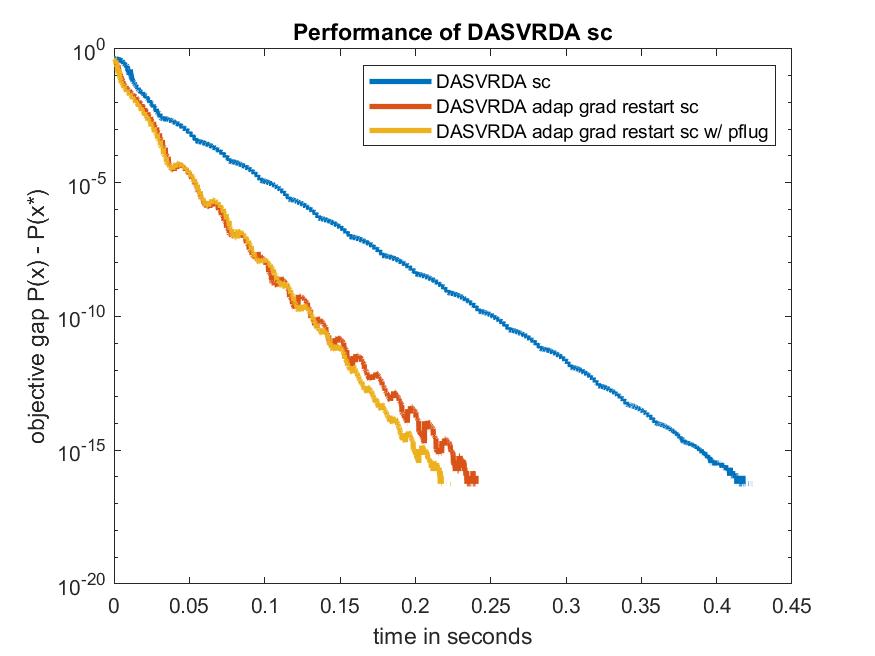 Performance of DASVRDA sc
DASVRDA sc
DASVRDA adap grad restart sc
DASVRDA adap grad restart sc w/ pflug
objective gap P(x) - P(x*)
10^0
10^-5
10^-10
10^-15
10^-20
0 0.05 0.1 0.15 0.2 0.25 0.3 0.35 0.4 0.45
time in seconds